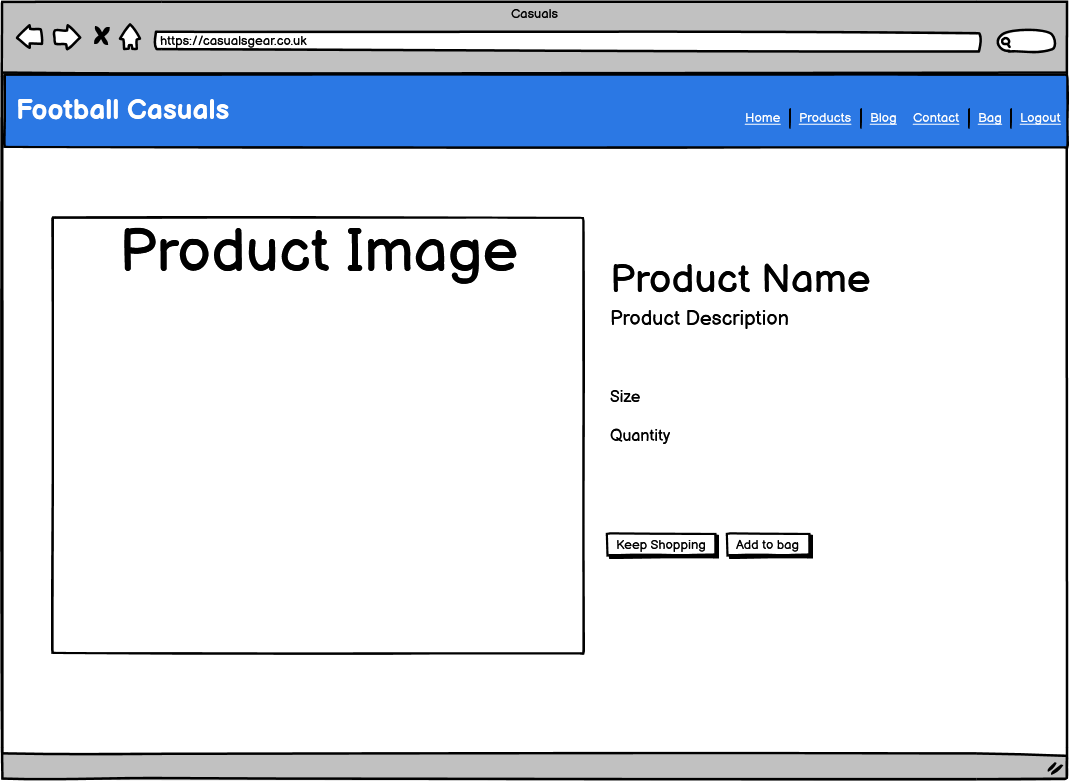 Casuals
https://casualsgear.co.uk
Football Casuals
Home Products Blog Contact Bag Logout
Product Image
Product Name
Product Description
Size
Quantity
Keep Shopping Add to bag